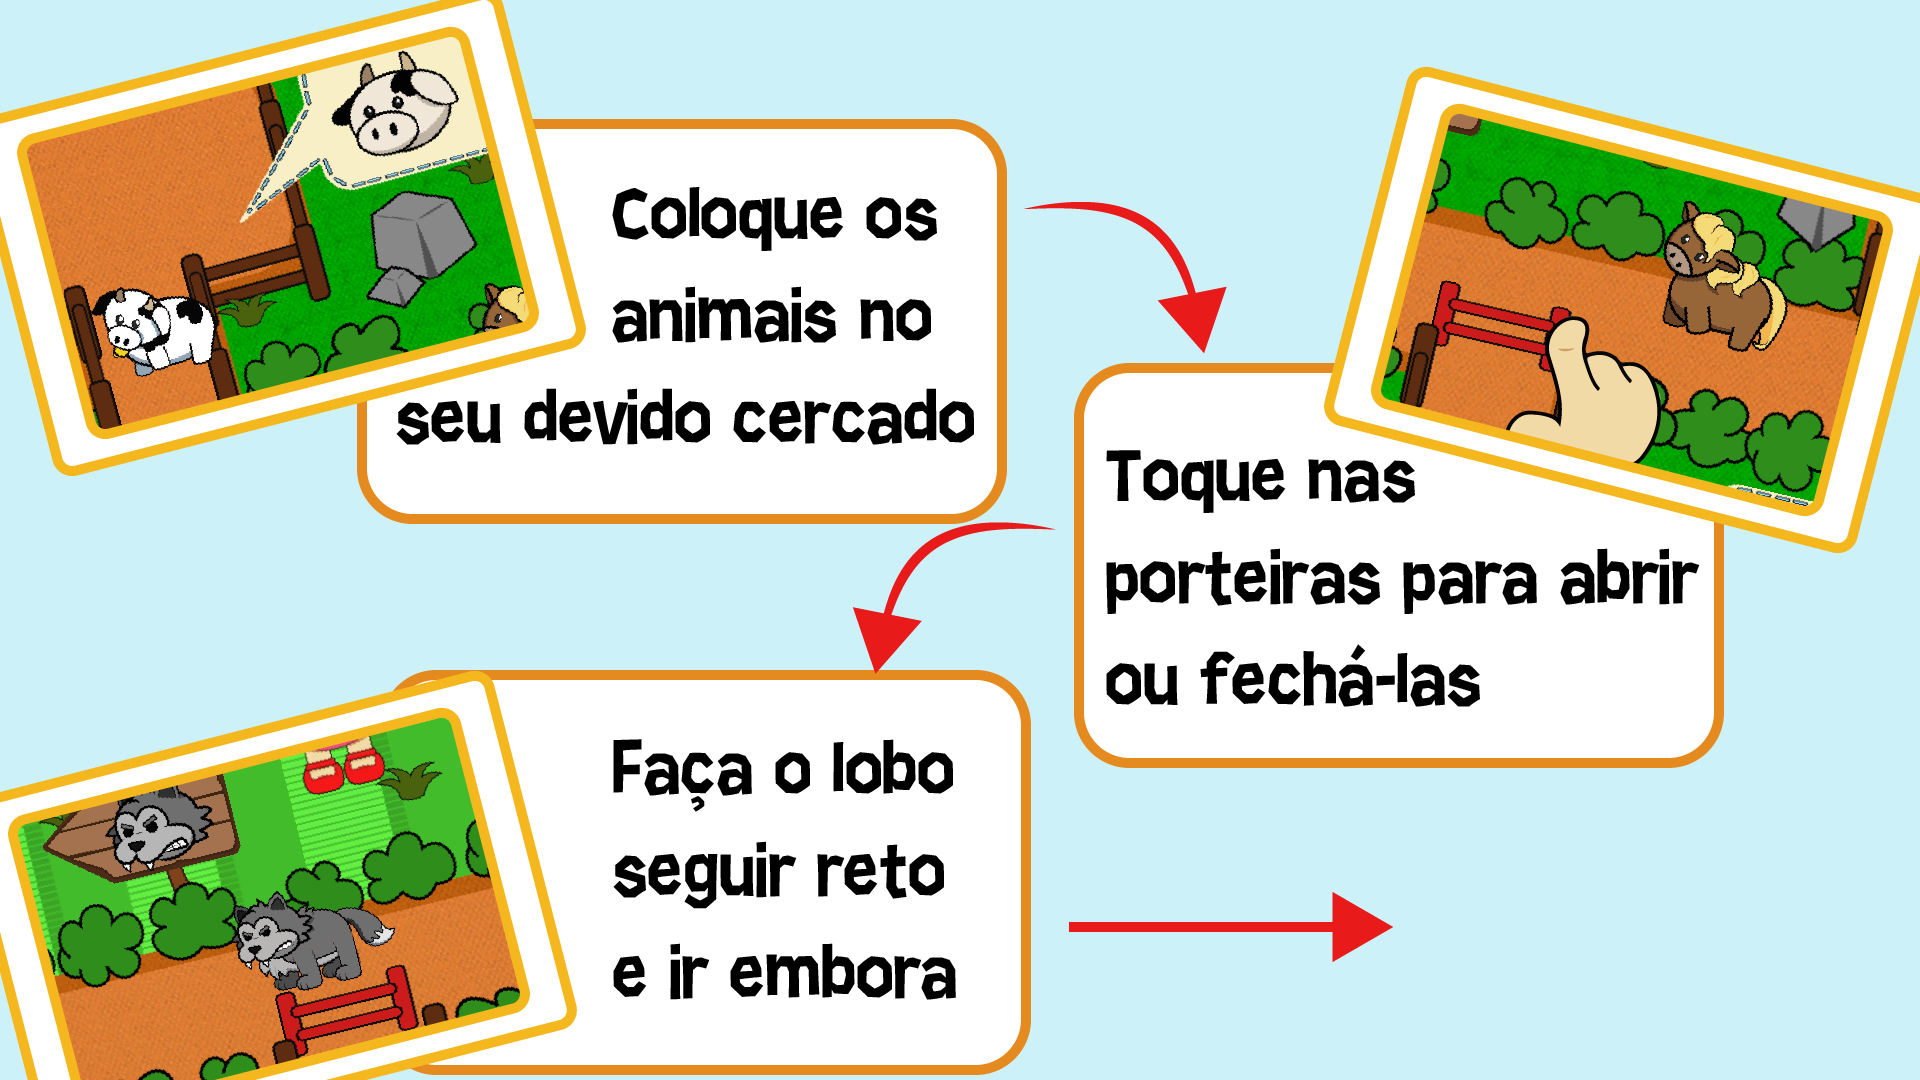 Coloque os
animais no
seu devido cercado
Toque nas
porteiras para abrir
ou fechá-las
Faça o lobo
seguir reto
e ir embora